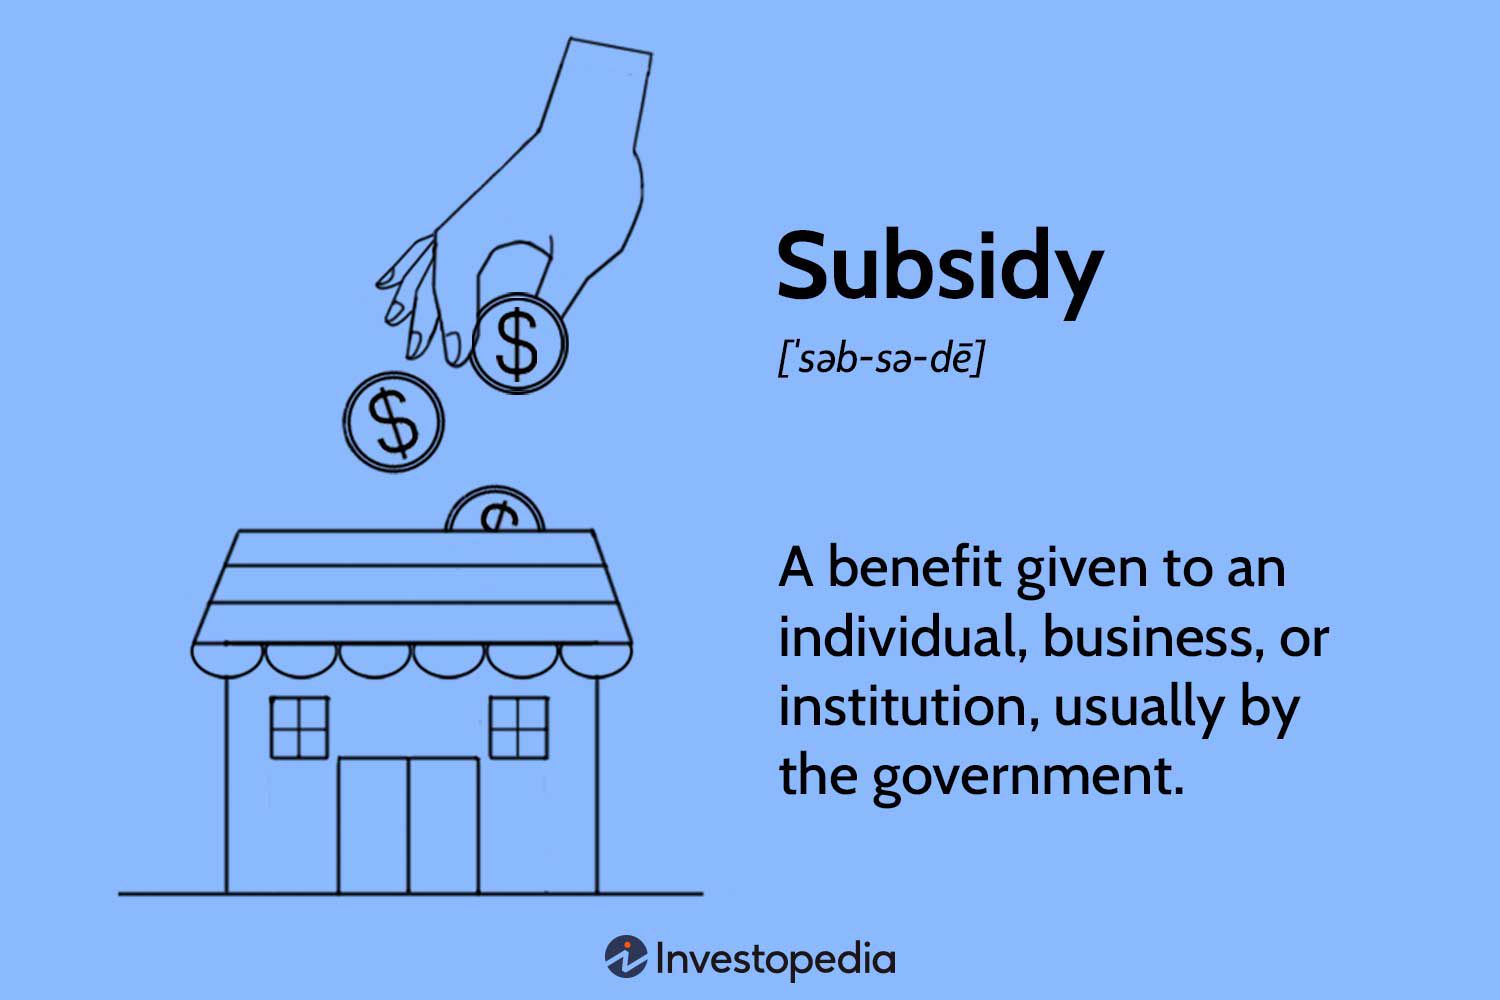 $
$
$
Subsidy
[ˈsəb-sə-dē]
A benefit given to an
individual, business, or
institution, usually by
the government.
Investopedia